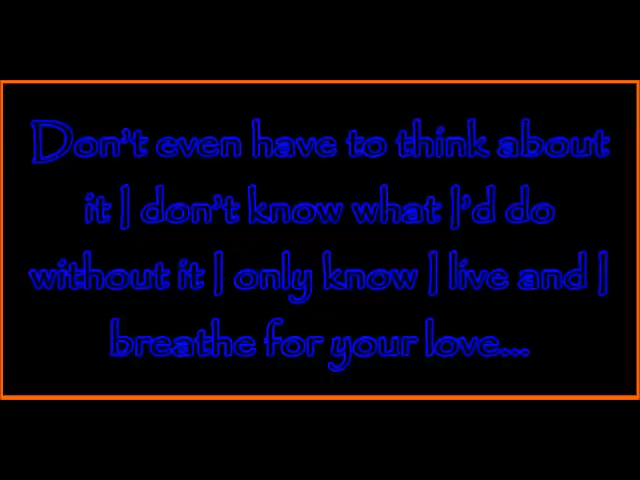 Don't even have to think about
it I don't know what I'd do
without it I only know I live and I
breathe for your love...